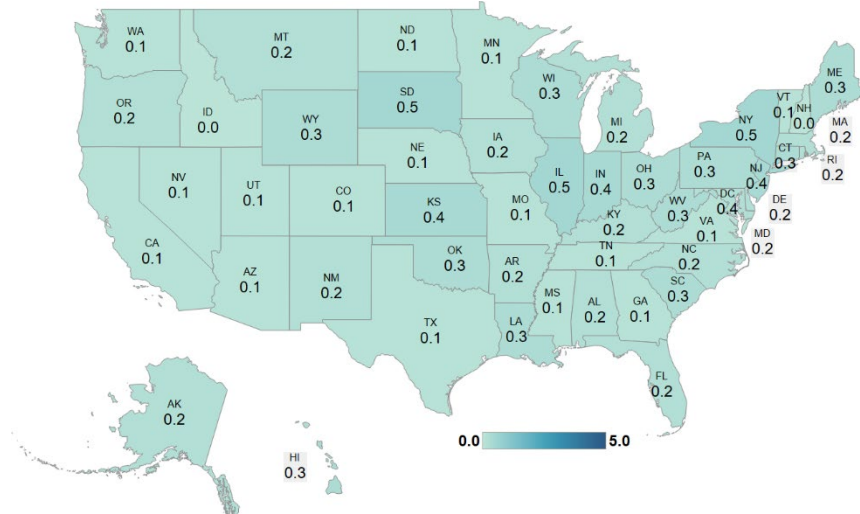 WA
0.1
MT
0.2
ND
0.1
MN
0.1
OR
0.2
ID
0.0
WY
0.3
SD
0.5
WI
0.3
MI
0.2
NY
0.5
VT
0.1
NH
0.0
ME
0.3
MA
0.2
CT
0.3
RI
0.2
NV
0.1
UT
0.1
CO
0.1
NE
0.1
IA
0.2
IL
0.5
IN
0.4
OH
0.3
PA
0.3
NJ
0.4
DE
0.2
MD
0.2
DC
0.4
CA
0.1
AZ
0.1
NM
0.2
KS
0.4
OK
0.3
MO
0.1
KY
0.2
WV
0.3
VA
0.1
TN
0.1
NC
0.2
SC
0.3
AR
0.2
TX
0.1
LA
0.3
MS
0.1
AL
0.2
GA
0.1
FL
0.2
AK
0.2
HI
0.3
0.0 5.0